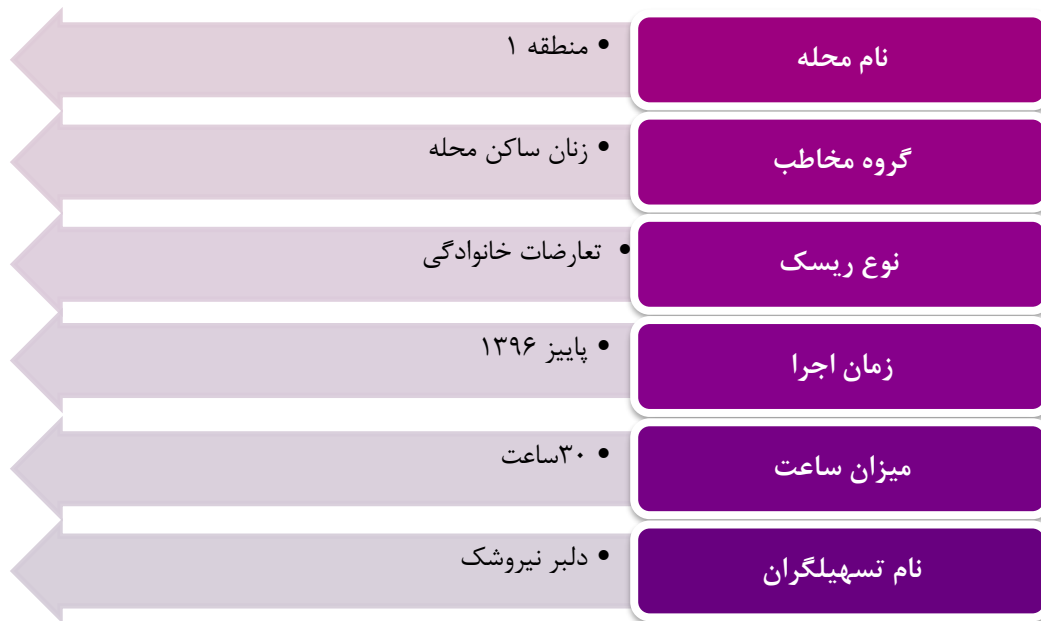 نام محله
• منطقه ۱
گروه مخاطب
• زنان ساکن محله
نوع ریسک
• تعارضات خانوادگی
زمان اجرا
• پاییز ۱۳۹۶
میزان ساعت
• ۳۰ساعت
نام تسهیلگران
• دلبر نیروشک